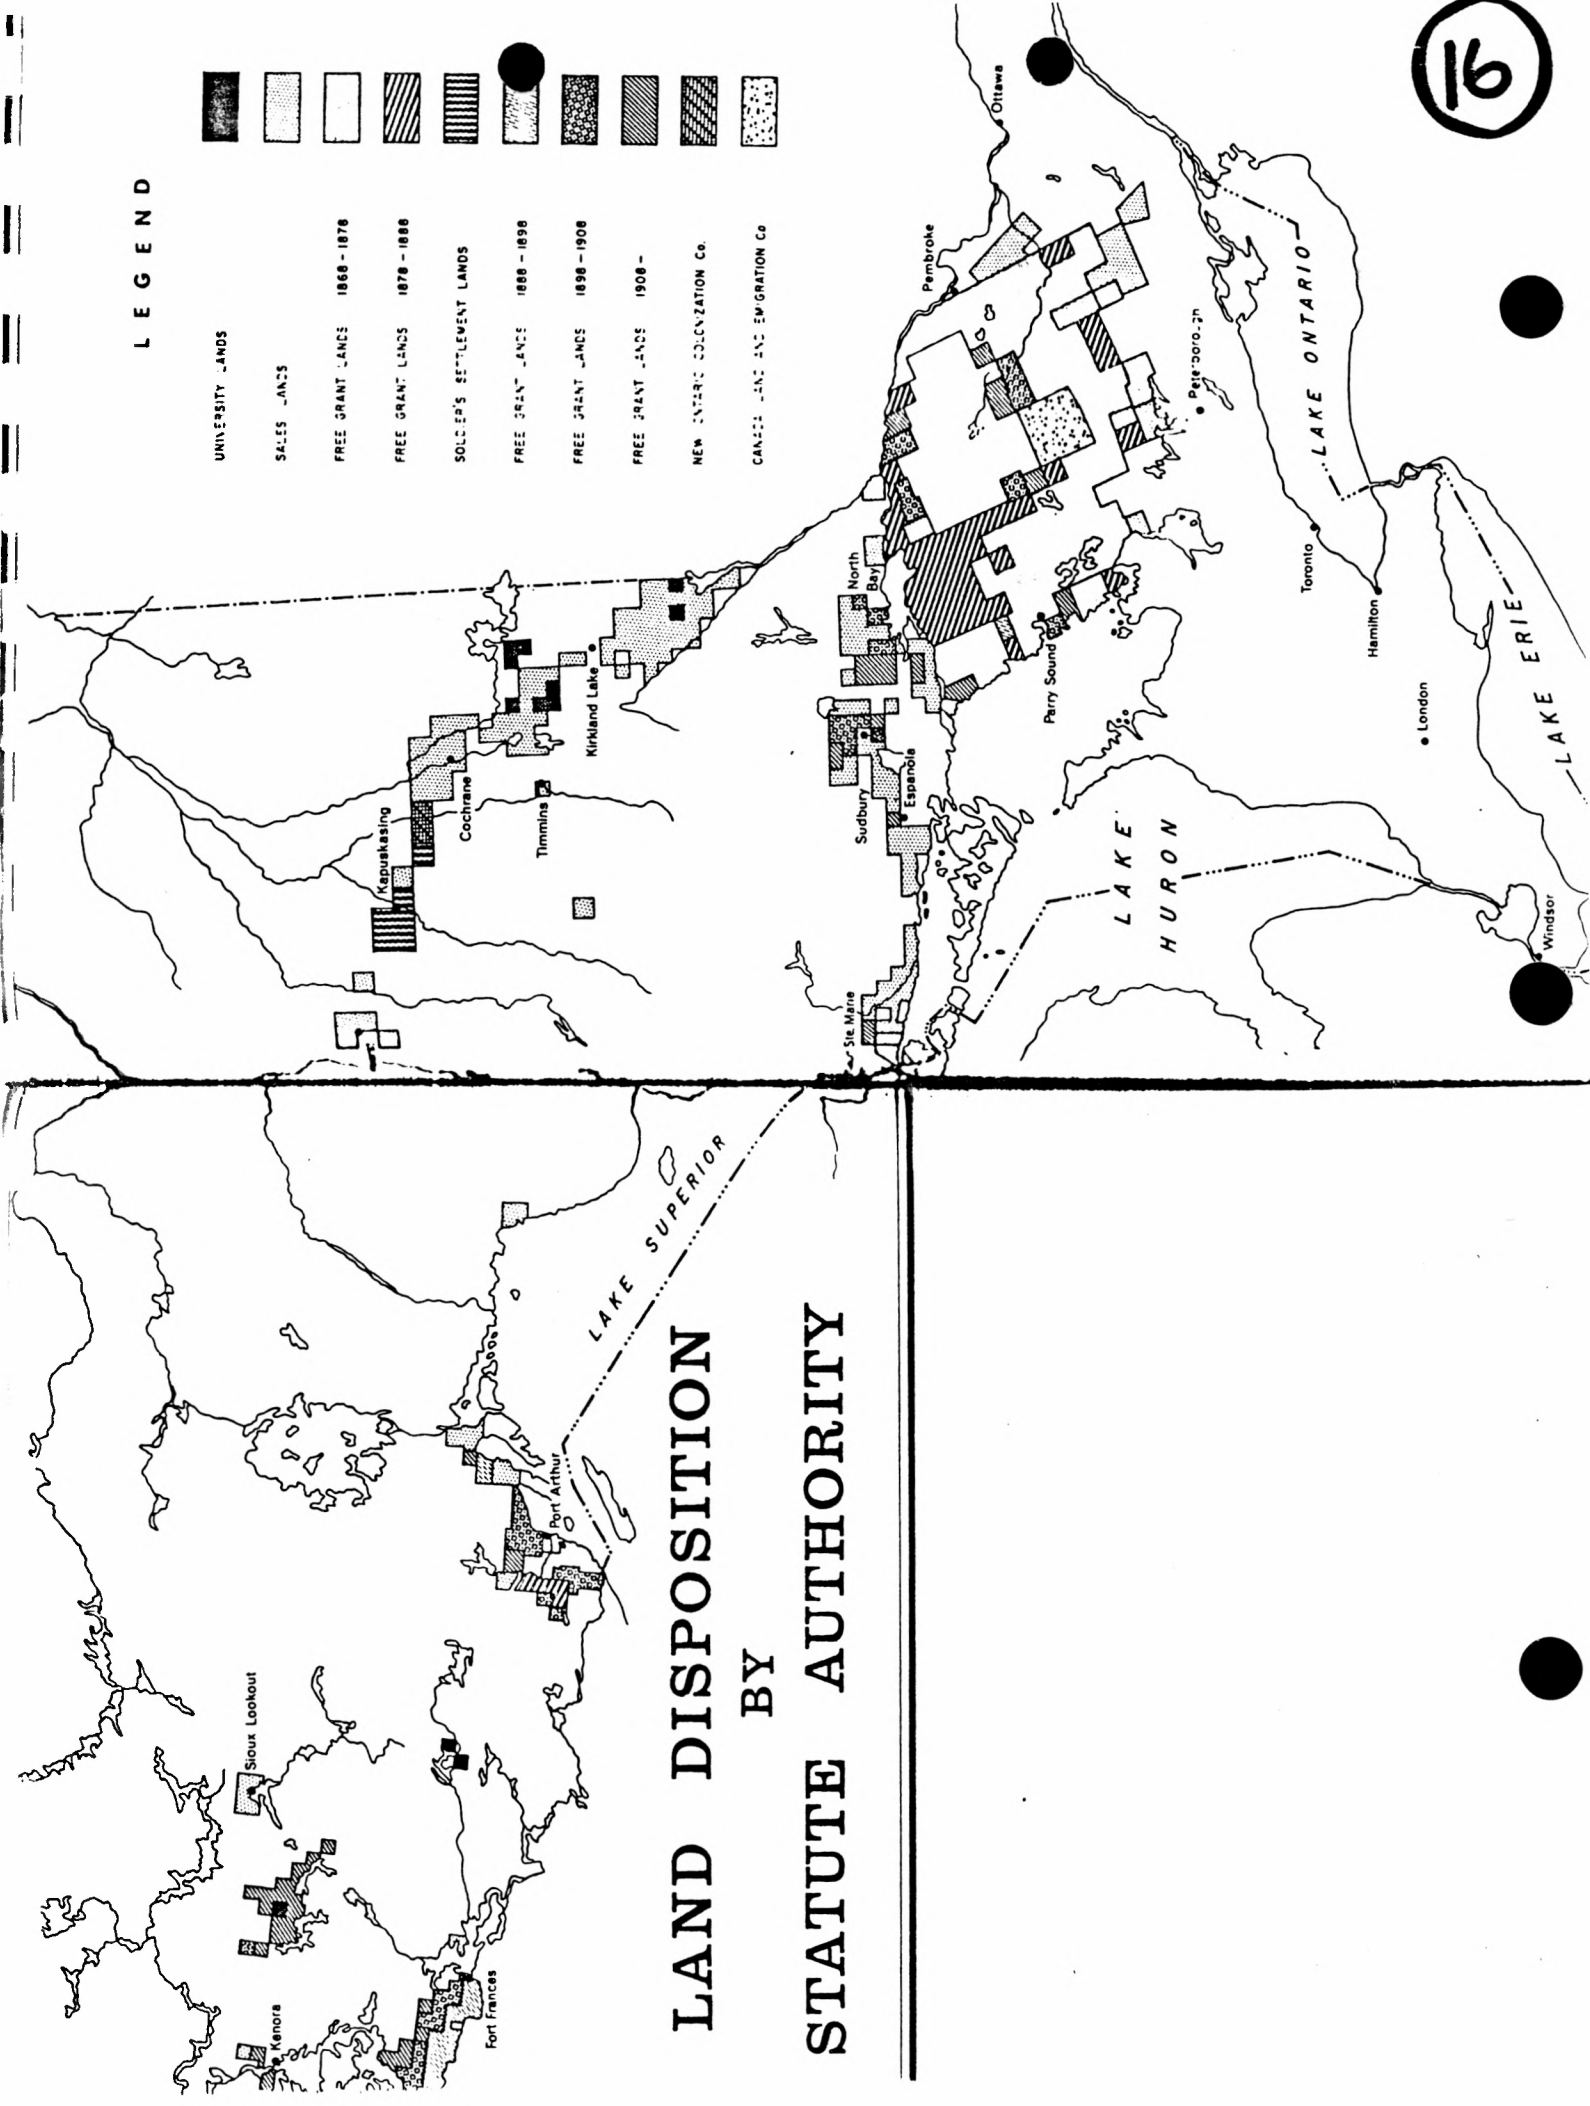 16
LEGEND
UNIVERSITY LANDS
SALES LANDS
FREE GRANT LANDS 1868-1878
FREE GRANT LANDS 1878-1888
SOLDIER'S SETTLEMENT LANDS
FREE GRANT LANDS 1888-1898
FREE GRANT LANDS 1898-1908
FREE GRANT LANDS 1908-
NEW ONTARIO COLONIZATION Co.
CANADA LAND AND EMIGRATION Co
Kenora
Sioux Lookout
Fort Frances
Port Arthur
LAKE SUPERIOR
Kapuskasing
Cochrane
Timmins
Kirkland Lake
Ste. Marie
Sudbury
Espanola
North
Bay
Pembroke
Ottawa
Parry Sound
Peterborough
LAKE
HURON
Toronto
Hamilton
London
Windsor
LAKE ONTARIO
LAKE ERIE
LAND DISPOSITION
BY
STATUTE AUTHORITY